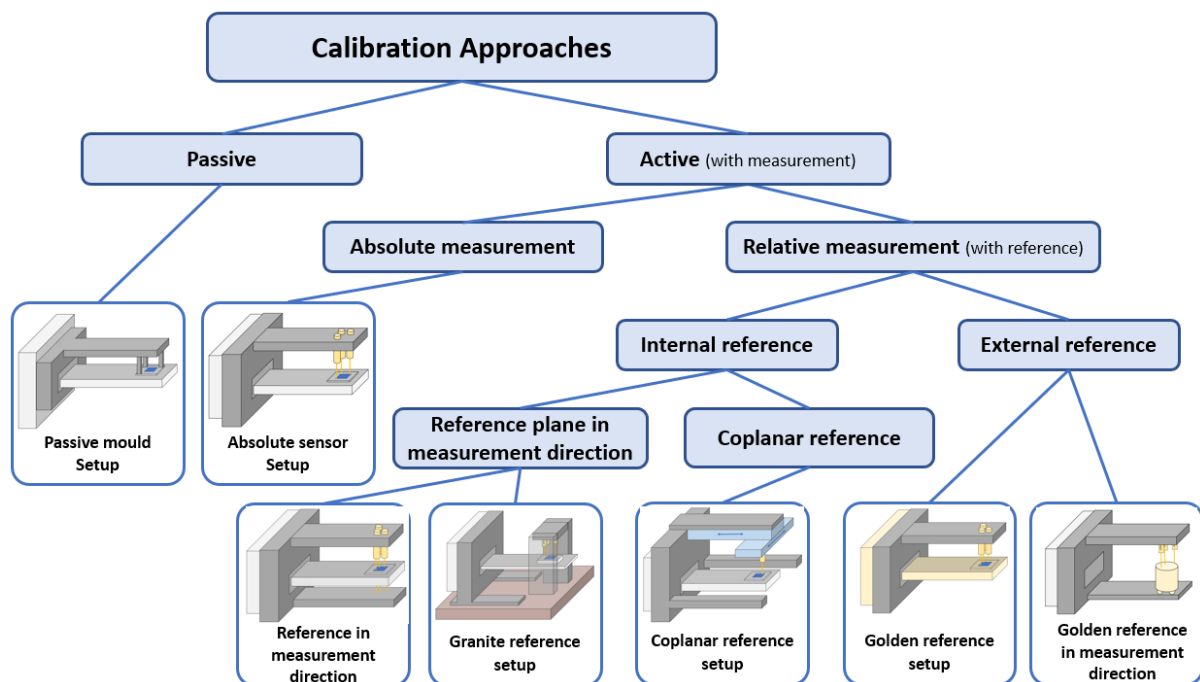 Calibration Approaches
Passive
Active (with measurement)
Absolute measurement
Relative measurement (with reference)
Internal reference
External reference
Reference plane in
measurement direction
Coplanar reference
Passive mould
Setup
Absolute sensor
Setup
Reference in
measurement
direction
Granite reference
setup
Coplanar reference
setup
Golden reference
setup
Golden reference
in measurement
direction